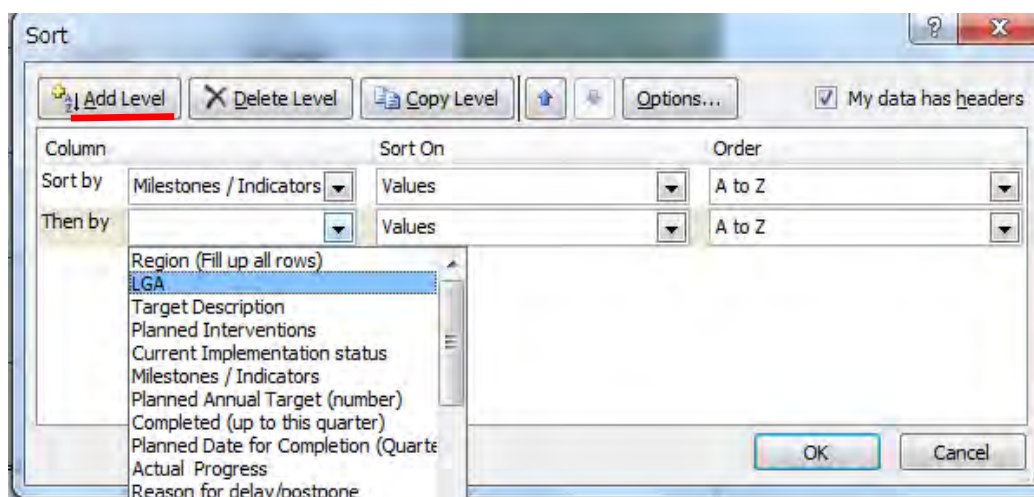 Sort
Add Level Delete Level Copy Level Options... My data has headers
Column Sort On Order
Sort by Milestones / Indicators Values A to Z
Then by Values A to Z
Region (Fill up all rows)
LGA
Target Description
Planned Interventions
Current Implementation status
Milestones / Indicators
Planned Annual Target (number)
Completed (up to this quarter)
Planned Date for Completion (Quarte
Actual Progress
Reason for delay/postpone
OK Cancel